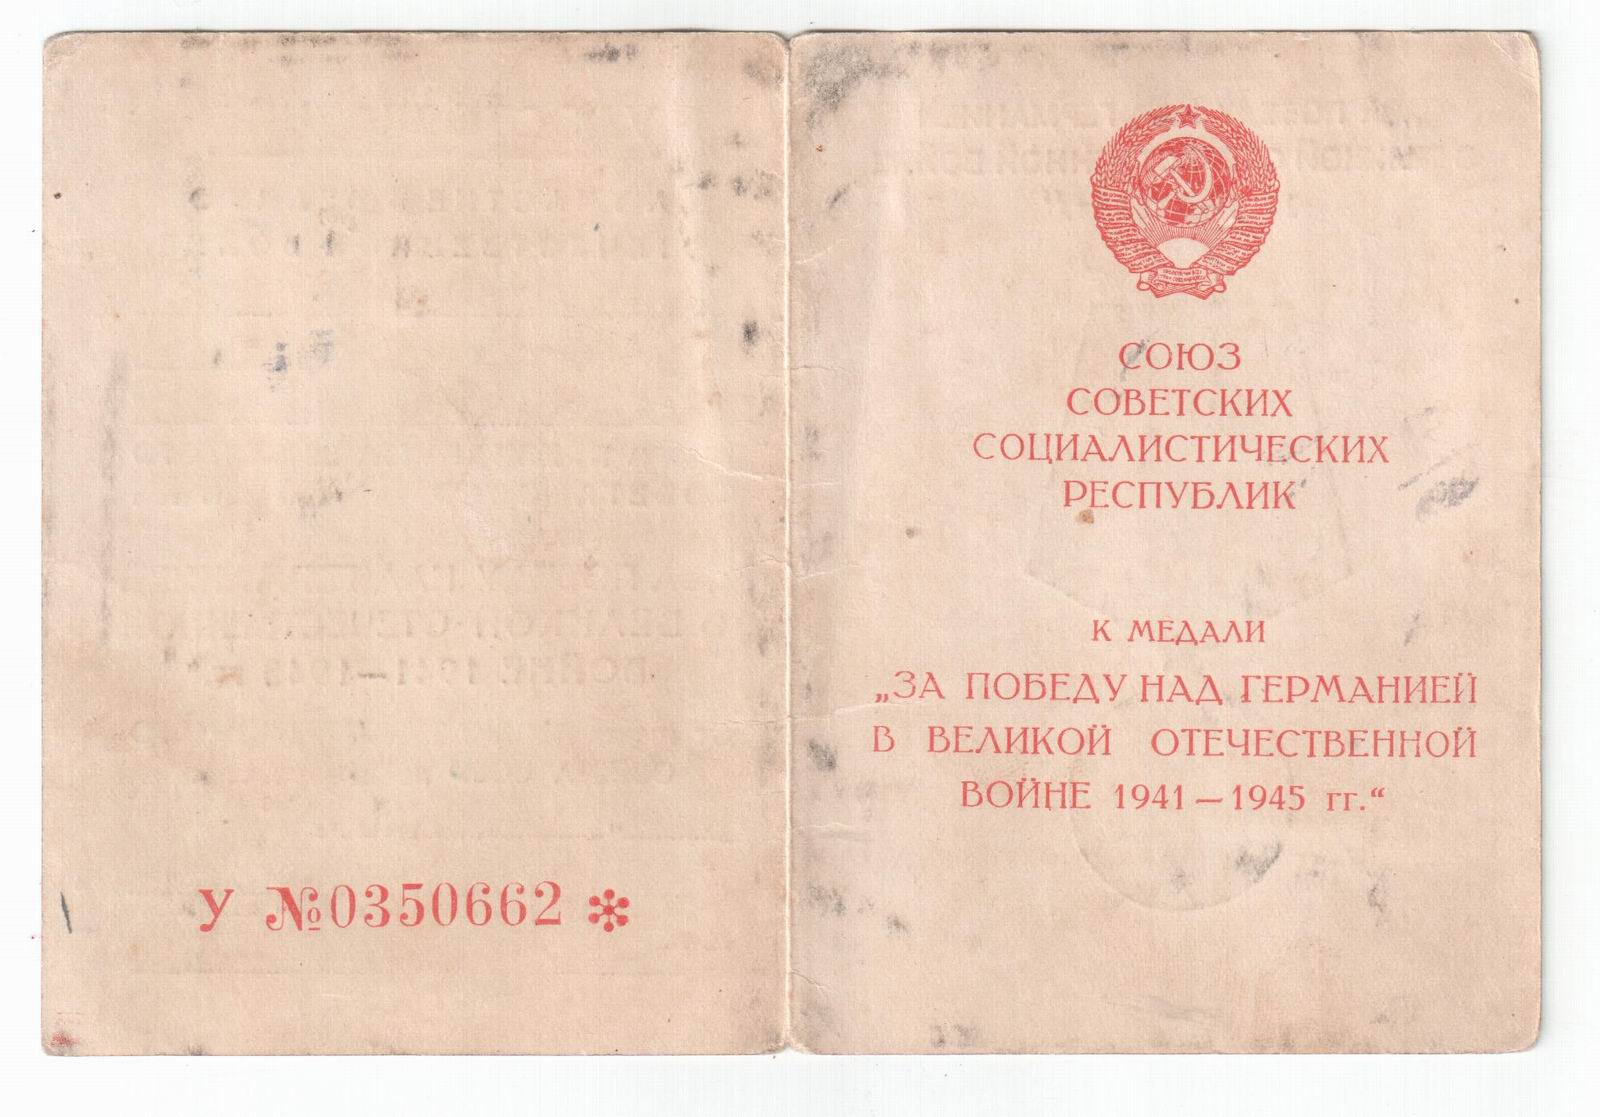 СОЮЗ
СОВЕТСКИХ
СОЦИАЛИСТИЧЕСКИХ
РЕСПУБЛИК
К МЕДАЛИ
„ЗА ПОБЕДУ НАД ГЕРМАНИЕЙ
В ВЕЛИКОЙ ОТЕЧЕСТВЕННОЙ
ВОЙНЕ 1941—1945 гг.“
У №0350662 *